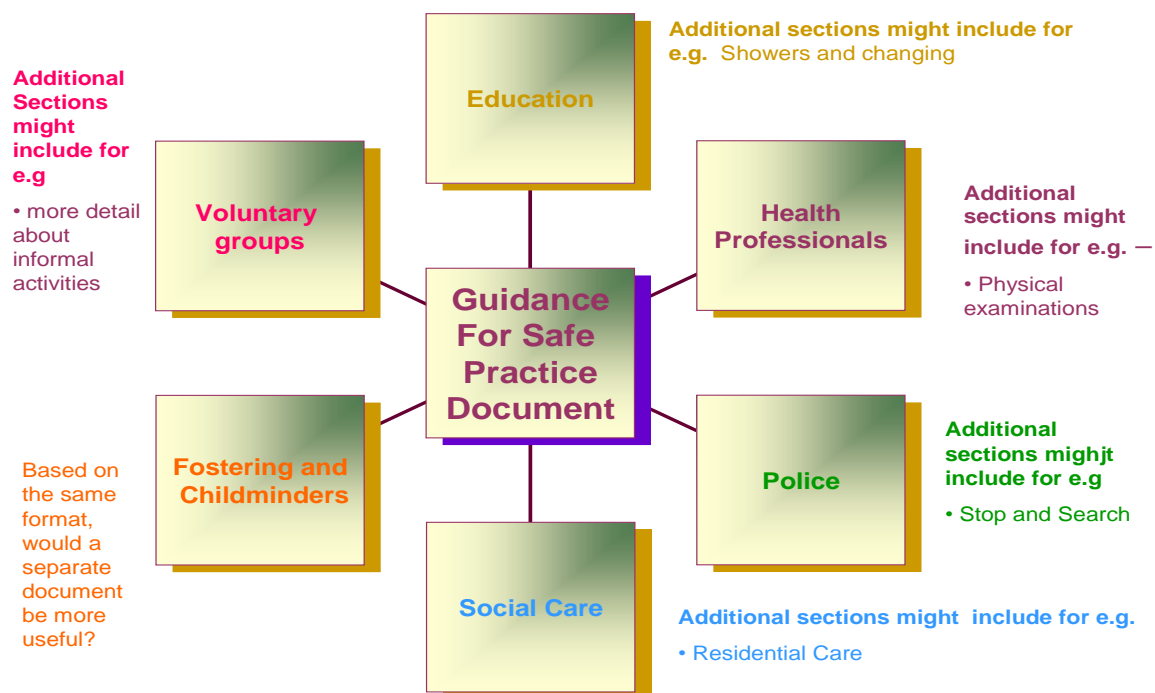 Additional sections might include for
e.g. Showers and changing
Education
Additional
Sections
might
include for
e.g
• more detail
about
informal
activities
Voluntary
groups
Health
Professionals
Additional
sections might
include for e.g. –
• Physical
examinations
Guidance
For Safe
Practice
Document
Based on
the same
format,
would a
separate
document
be more
useful?
Fostering and
Childminders
Police
Additional
sections mighjt
include for e.g
• Stop and Search
Social Care
Additional sections might include for e.g.
• Residential Care